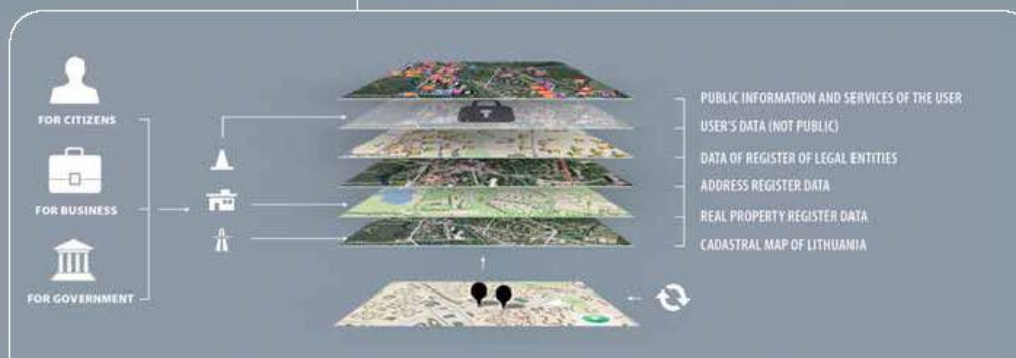 FOR CITIZENS
FOR BUSINESS
FOR GOVERNMENT
PUBLIC INFORMATION AND SERVICES OF THE USER
USER'S DATA (NOT PUBLIC)
DATA OF REGISTER OF LEGAL ENTITIES
ADDRESS REGISTER DATA
REAL PROPERTY REGISTER DATA
CADASTRAL MAP OF LITHUANIA